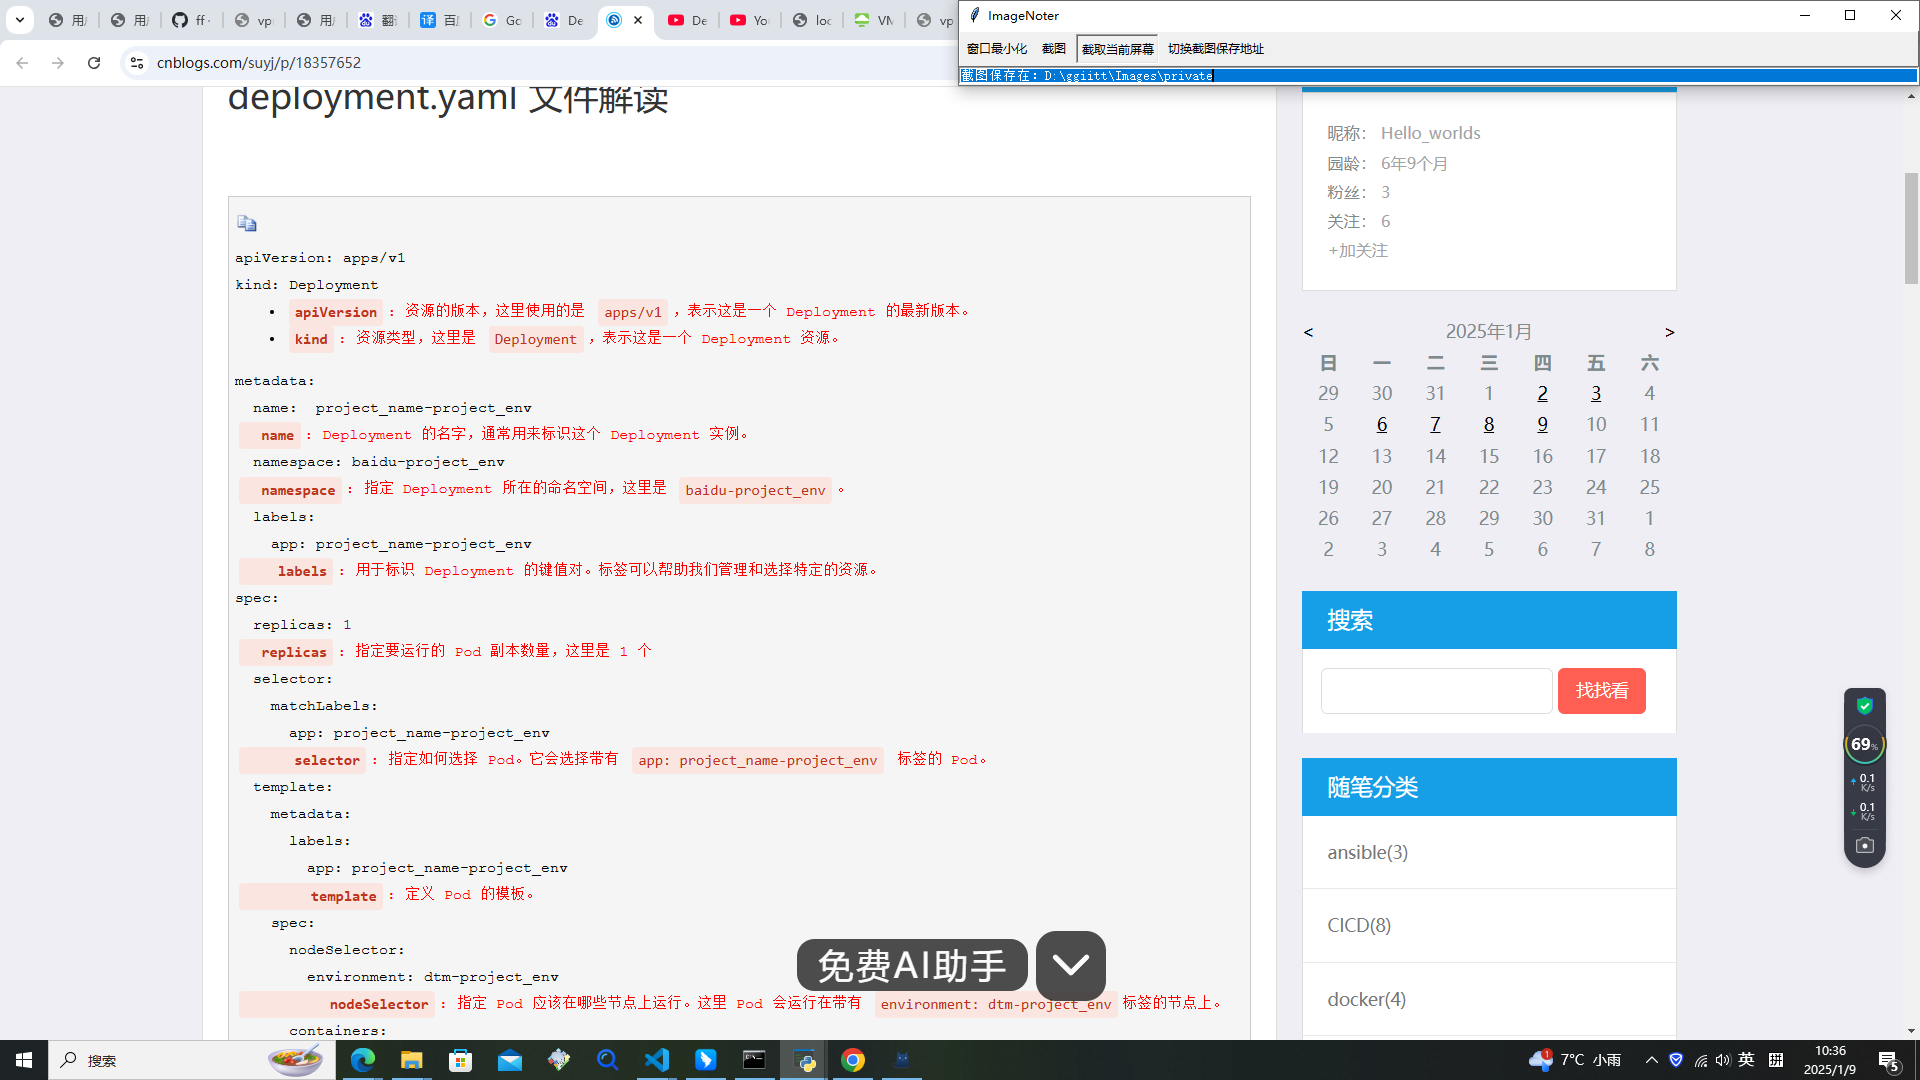 用户
用户
ff
vp
用户
翻译
百度
Go
De
De
Yo
loc
VM
vp
ImageNoter
窗口最小化 截图 截取当前屏幕 切换截图保存地址
截图保存在: D:\ggiitt\Images\private
cnblogs.com/suyj/p/18357652
deployment.yaml 文件解读
apiVersion: apps/v1
kind: Deployment
• apiVersion : 资源的版本，这里使用的是 apps/v1 ，表示这是一个 Deployment 的最新版本。
• kind : 资源类型，这里是 Deployment ，表示这是一个 Deployment 资源。
metadata:
name: project_name-project_env
name : Deployment 的名字，通常用来标识这个 Deployment 实例。
namespace: baidu-project_env
namespace : 指定 Deployment 所在的命名空间，这里是 baidu-project_env 。
labels:
app: project_name-project_env
labels : 用于标识 Deployment 的键值对。标签可以帮助我们管理和选择特定的资源。
spec:
replicas: 1
replicas : 指定要运行的 Pod 副本数量，这里是 1 个
selector:
matchLabels:
app: project_name-project_env
selector : 指定如何选择 Pod。它会选择带有 app: project_name-project_env 标签的 Pod。
template:
metadata:
labels:
app: project_name-project_env
template : 定义 Pod 的模板。
spec:
nodeSelector:
environment: dtm-project_env
nodeSelector : 指定 Pod 应该在哪些节点上运行。这里 Pod 会运行在带有 environment: dtm-project_env 标签的节点上。
containers:
免费AI助手
昵称： Hello_worlds
园龄： 6年9个月
粉丝： 3
关注： 6
+加关注
< 2025年1月 >
日 一 二 三 四 五 六
29 30 31 1 2 3 4
5 6 7 8 9 10 11
12 13 14 15 16 17 18
19 20 21 22 23 24 25
26 27 28 29 30 31 1
2 3 4 5 6 7 8
搜索
找找看
随笔分类
ansible(3)
CICD(8)
docker(4)
69%
0.1
K/s
0.1
K/s
搜索
7°C 小雨
英
拼
10:36
2025/1/9
1
5